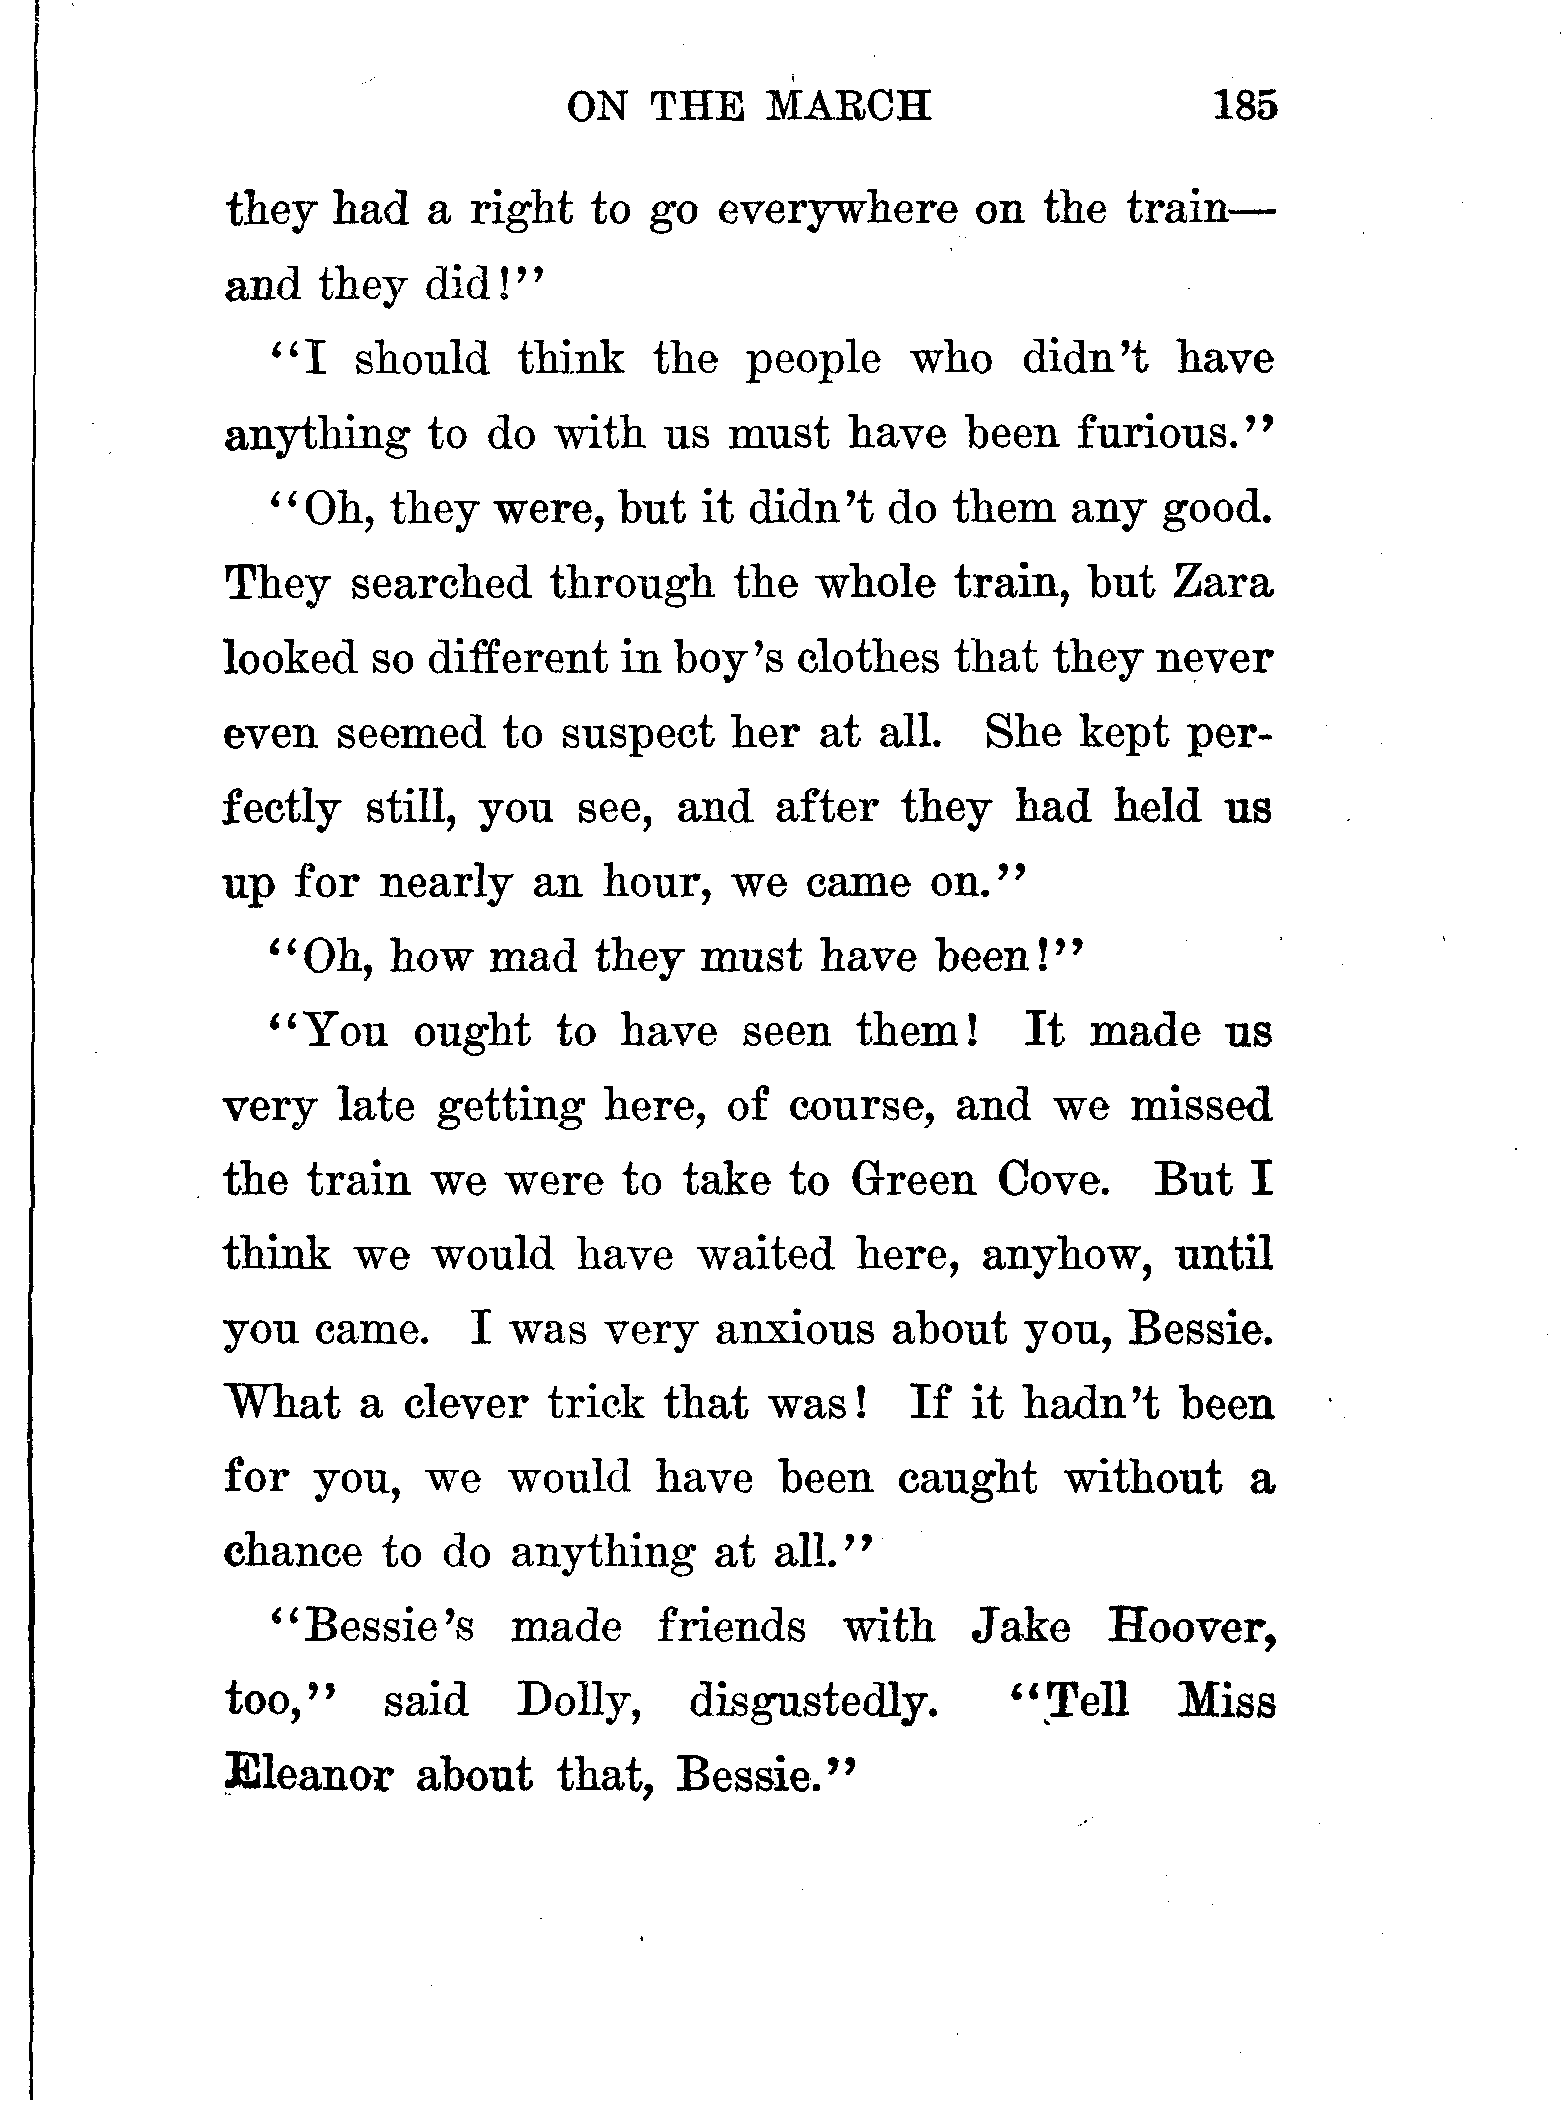 ON THE MARCH 185
they had a right to go everywhere on the train—
and they did!"
"I should think the people who didn't have
anything to do with us must have been furious."
"Oh, they were, but it didn't do them any good.
They searched through the whole train, but Zara
looked so different in boy's clothes that they never
even seemed to suspect her at all. She kept per-
fectly still, you see, and after they had held us
up for nearly an hour, we came on."
"Oh, how mad they must have been!"
"You ought to have seen them! It made us
very late getting here, of course, and we missed
the train we were to take to Green Cove. But I
think we would have waited here, anyhow, until
you came. I was very anxious about you, Bessie.
What a clever trick that was! If it hadn't been
for you, we would have been caught without a
chance to do anything at all."
"Bessie's made friends with Jake Hoover,
too," said Dolly, disgustedly. "Tell Miss
Eleanor about that, Bessie."